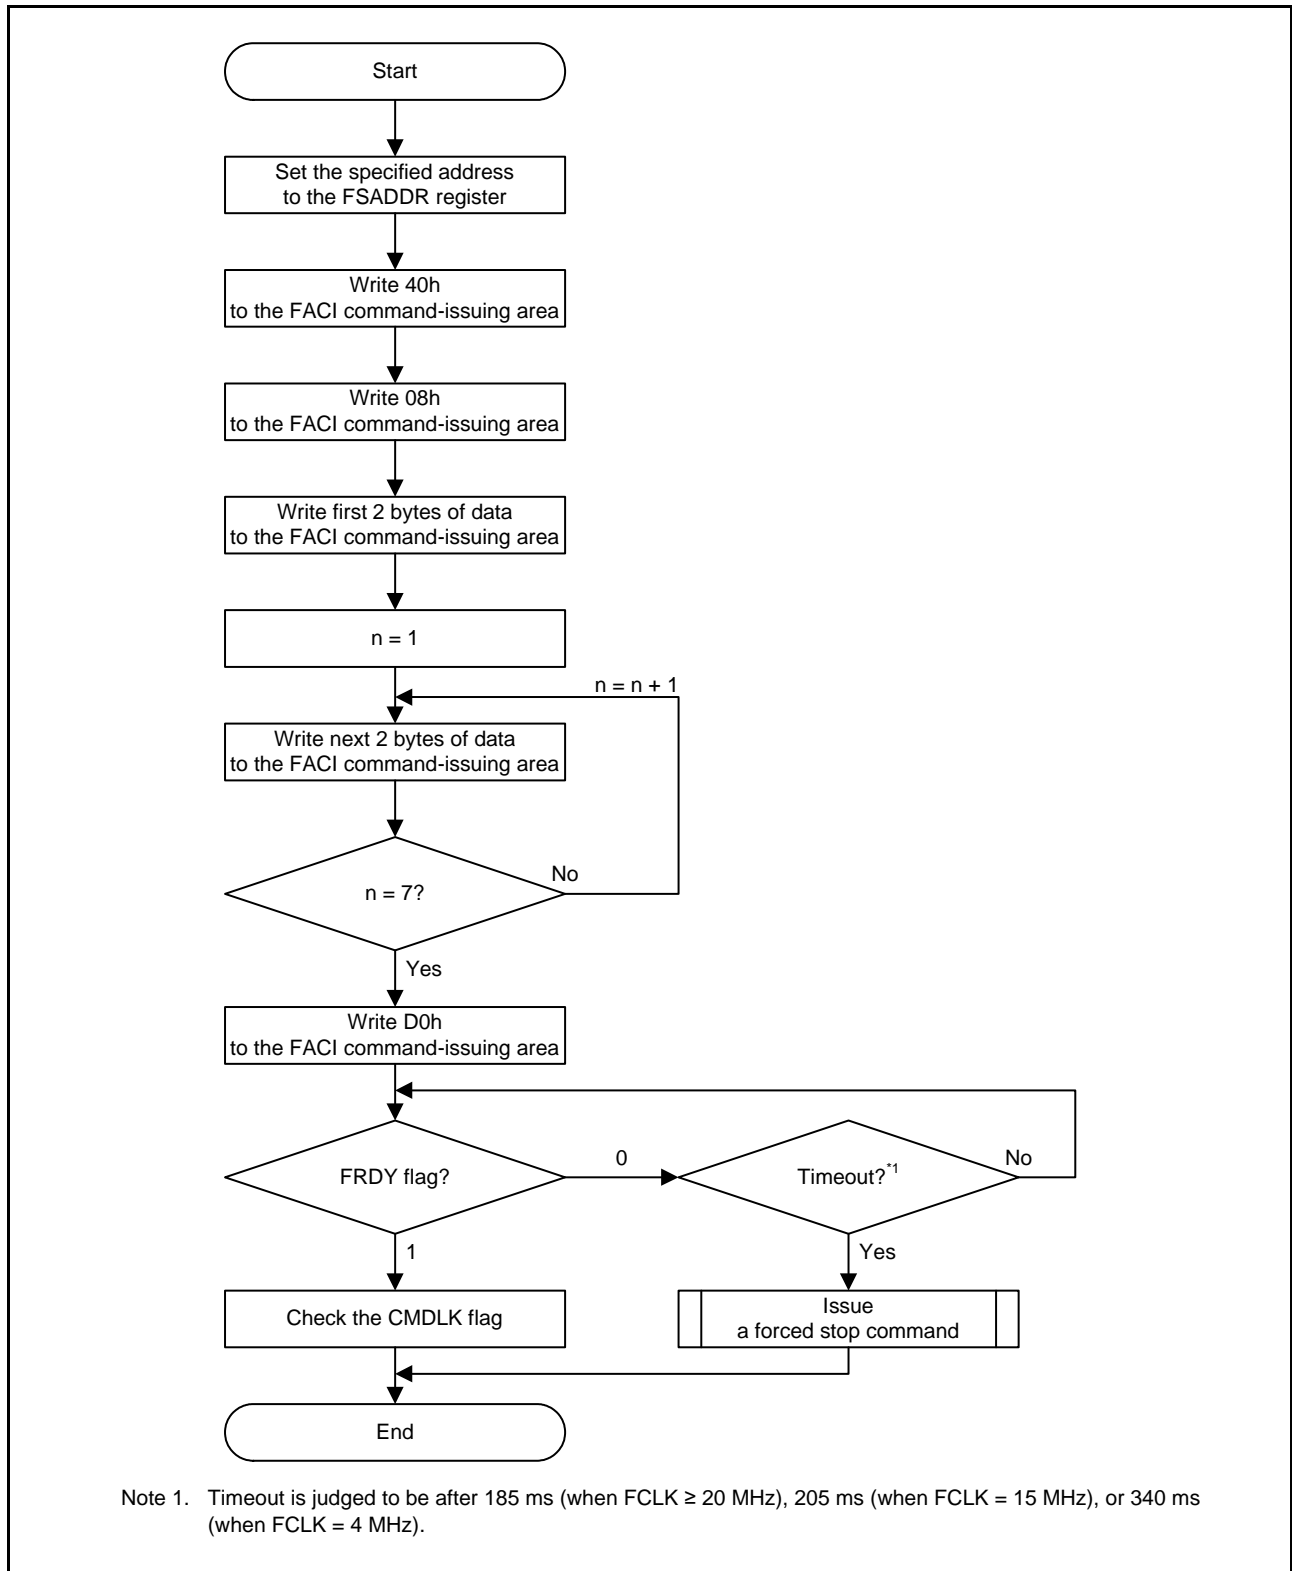 Start
Set the specified address
to the FSADDR register
Write 40h
to the FACI command-issuing area
Write 08h
to the FACI command-issuing area
Write first 2 bytes of data
to the FACI command-issuing area
n = 1
n = n + 1
Write next 2 bytes of data
to the FACI command-issuing area
n = 7?
No
Yes
Write D0h
to the FACI command-issuing area
FRDY flag?
0
Timeout?*1
No
1
Yes
Check the CMDLK flag
Issue
a forced stop command
End
Note 1. Timeout is judged to be after 185 ms (when FCLK ≥ 20 MHz), 205 ms (when FCLK = 15 MHz), or 340 ms
(when FCLK = 4 MHz).